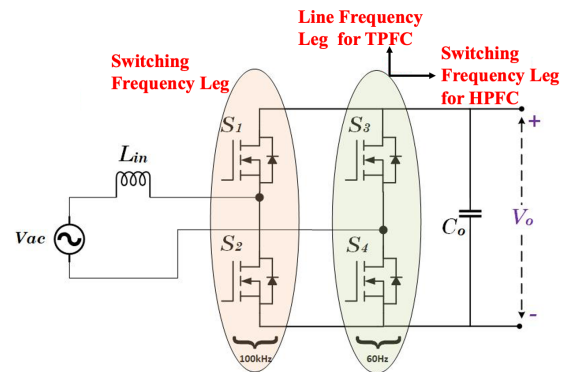 Line Frequency
Leg for TPFC
Switching
Frequency Leg
Switching
Frequency Leg
for HPFC
S1
S3
+
Lin
Vac
S2
S4
Co
Vo
-
100kHz
60Hz